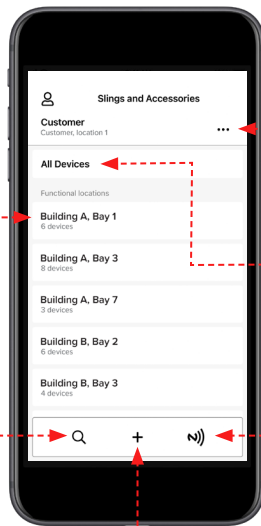 Slings and Accessories
Customer
Customer, location 1
All Devices
Functional locations
Building A, Bay 1
6 devices
Building A, Bay 3
8 devices
Building A, Bay 7
3 devices
Building B, Bay 2
6 devices
Building B, Bay 3
4 devices